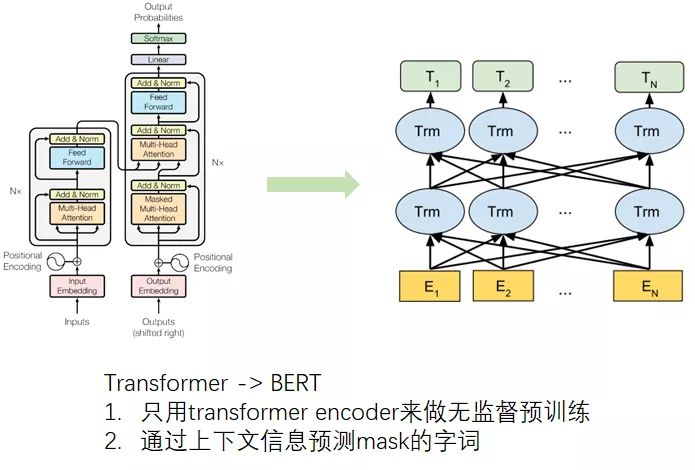 Output
Probabilities
Softmax
Linear
Add & Norm
Feed
Forward
Add & Norm
Multi-Head
Attention
Add & Norm
Masked
Multi-Head
Attention
Nx
Positional
Encoding
Output
Embedding
Outputs
(shifted right)
Add & Norm
Feed
Forward
Add & Norm
Multi-Head
Attention
Nx
Positional
Encoding
Input
Embedding
Inputs
T1 T2 ... TN
Trm Trm ... Trm
Trm Trm ... Trm
E1 E2 ... EN
Transformer -> BERT
1. 只用transformer encoder来做无监督预训练
2. 通过上下文信息预测mask的字词